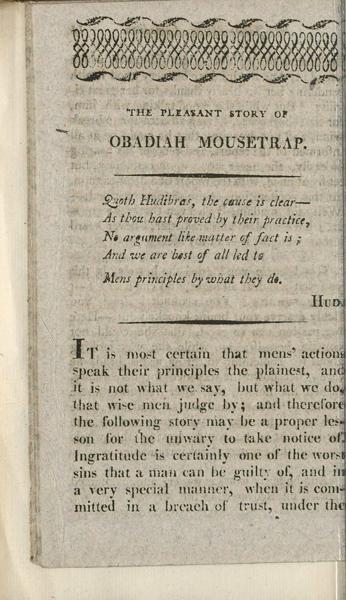 THE PLEASANT STORY OF
OBADIAH MOUSETRAP.
Quoth Hudibras, the cause is clear—
As thou hast proved by their practice,
No argument like matter of fact is;
And we are best of all led to
Mens principles by what they do.
HUD.
IT is most certain that mens' actions
speak their principles the plainest, and
it is not what we say, but what we do,
that wise men judge by; and therefore
the following story may be a proper les-
son for the unwary to take notice of.
Ingratitude is certainly one of the worst
sins that a man can be guilty of, and in
a very special manner, when it is com-
mitted in a breach of trust, under the